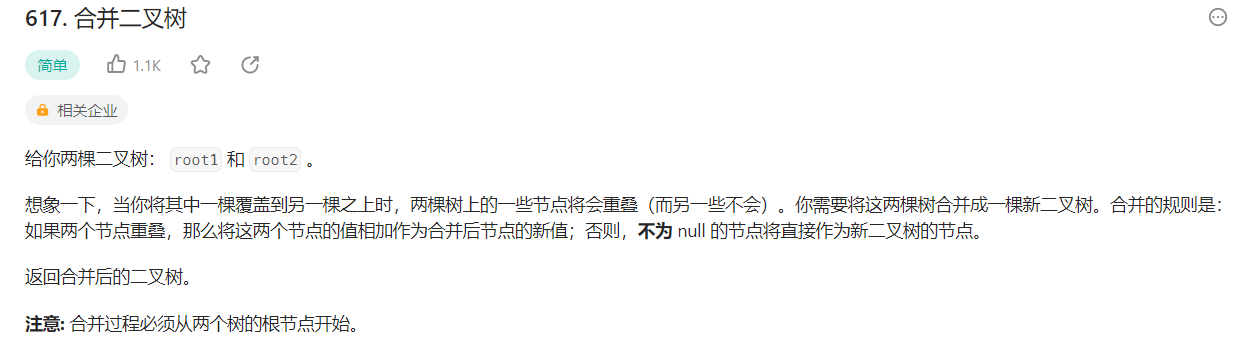 617. 合并二叉树
简单 1.1K
相关企业
给你两棵二叉树： root1 和 root2 。
想象一下，当你将其中一棵覆盖到另一棵之上时，两棵树上的一些节点将会重叠（而另一些不会）。你需要将这两棵树合并成一棵新二叉树。合并的规则是：
如果两个节点重叠，那么将这两个节点的值相加作为合并后节点的新值；否则，不为 null 的节点将直接作为新二叉树的节点。
返回合并后的二叉树。
注意: 合并过程必须从两个树的根节点开始。